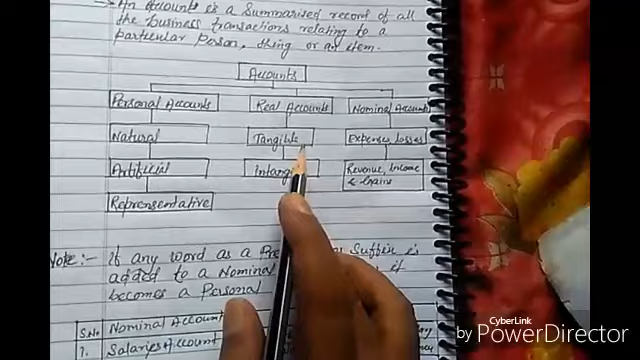 → An accounts is a Summarised record of all
the business transactions relating to a
particular Person, thing or an item.
Accounts
Personal Accounts Real Accounts Nominal Accounts
Natural Tangible Expenses, losses
Artificial Revenue, Income
& Gains
Representative
Note:- If any word as a Suffix is
added to a Nominal if
becomes a Personal
S.No Nominal Account
1. Salaries Account
CyberLink
by PowerDirector